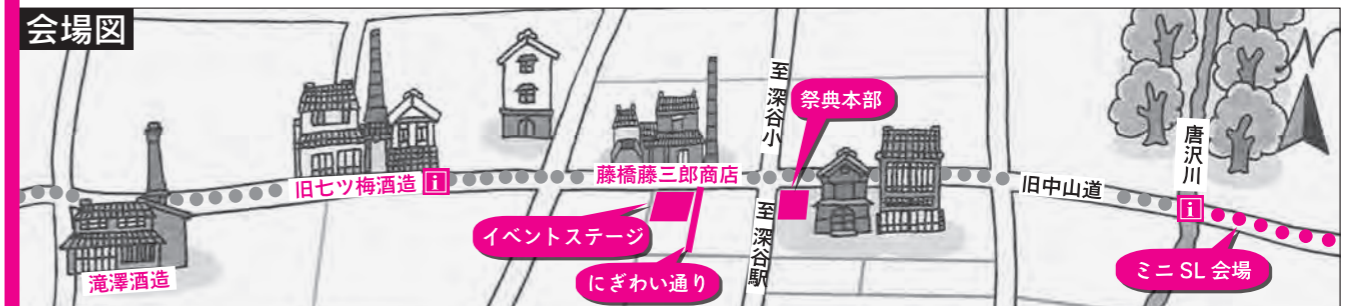 会場図
至 深谷小
祭典本部
唐沢川
i
旧七ツ梅酒造
i
藤橋藤三郎商店
旧中山道
滝澤酒造
イベントステージ
にぎわい通り
至 深谷駅
ミニSL会場